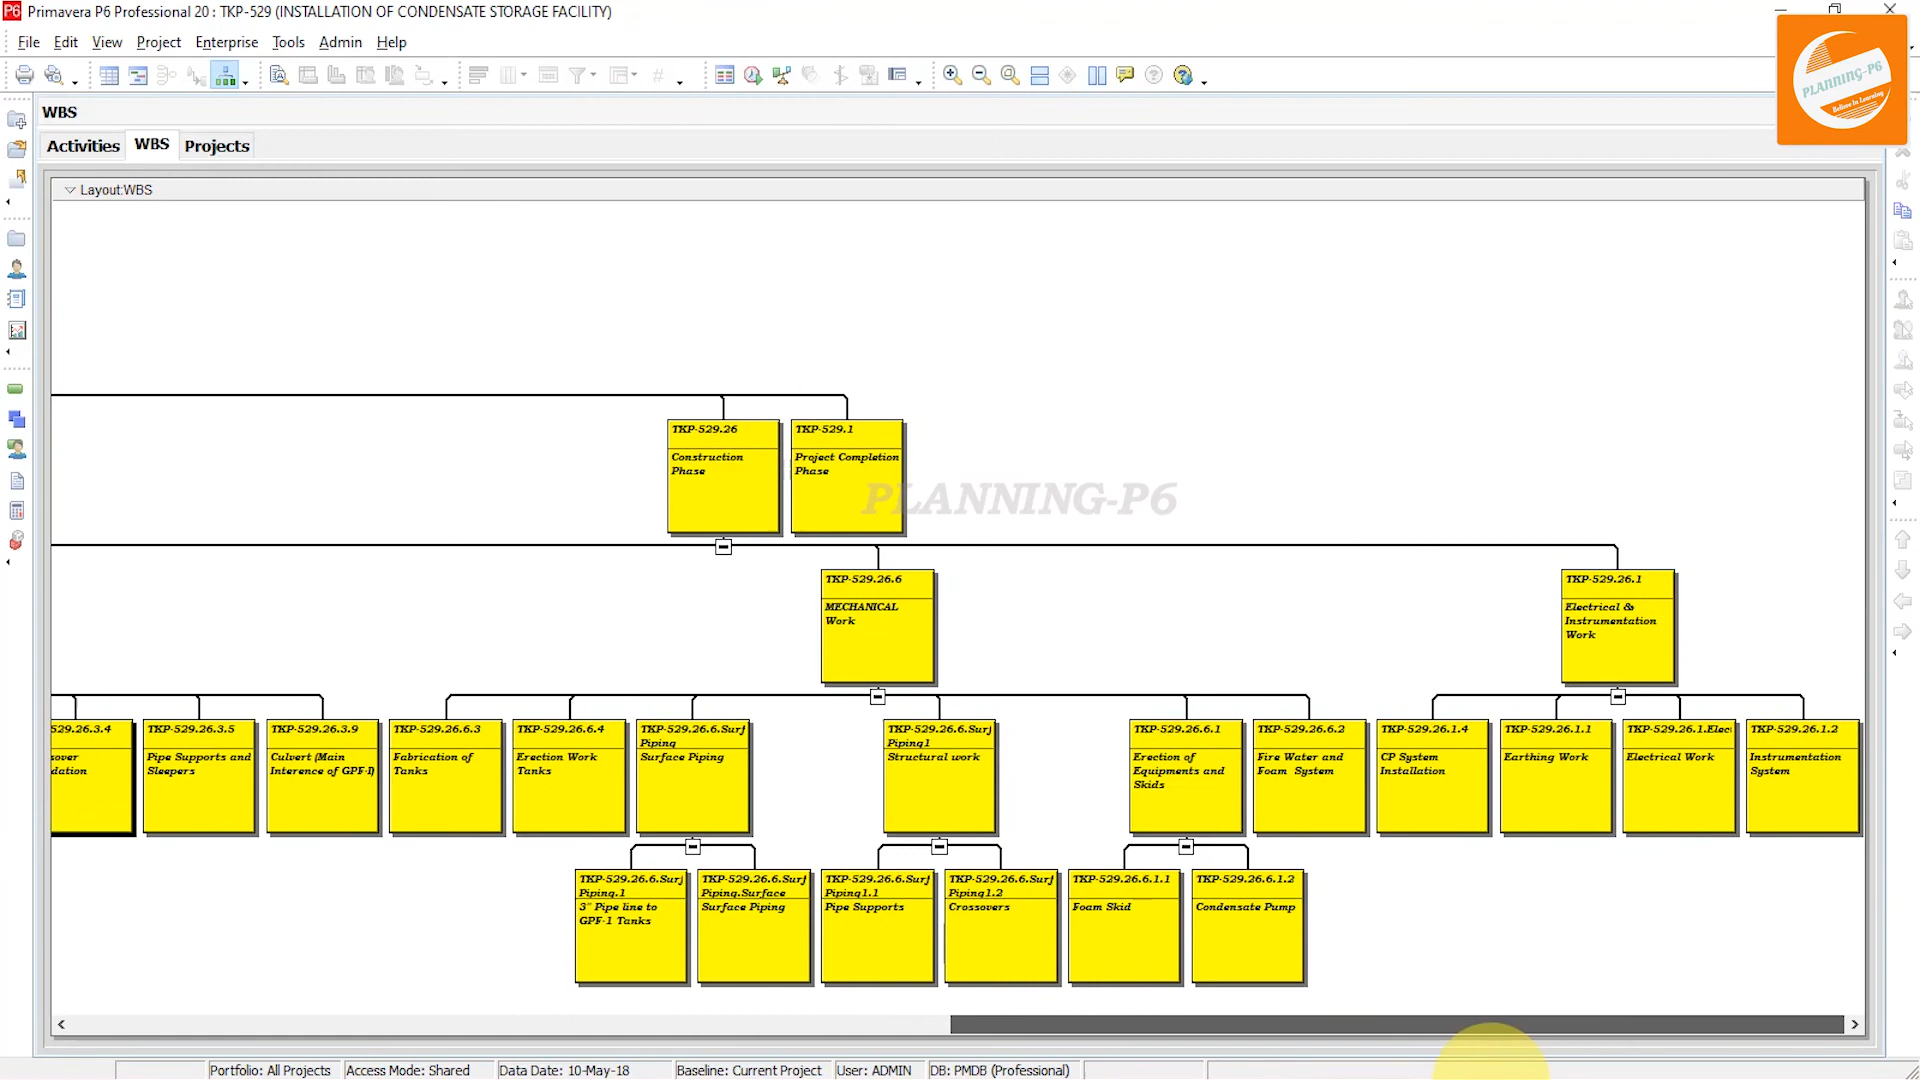 P6 Primavera P6 Professional 20 : TKP-529 (INSTALLATION OF CONDENSATE STORAGE FACILITY)
File Edit View Project Enterprise Tools Admin Help
PLANNING-P6
Believe In Learning
WBS
Activities WBS Projects
Layout:WBS
TKP-529.26
Construction
Phase
TKP-529.1
Project Completion
Phase
PLANNING-P6
TKP-529.26.6
MECHANICAL
Work
TKP-529.26.1
Electrical &
Instrumentation
Work
529.26.3.4
sover
dation
TKP-529.26.3.5
Pipe Supports and
Sleepers
TKP-529.26.3.9
Culvert (Main
Interence of GPF-I)
TKP-529.26.6.3
Fabrication of
Tanks
TKP-529.26.6.4
Erection Work
Tanks
TKP-529.26.6.Surf
Piping
Surface Piping
TKP-529.26.6.Surf
Piping1
Structural work
TKP-529.26.6.1
Erection of
Equipments and
Skids
TKP-529.26.6.2
Fire Water and
Foam System
TKP-529.26.1.4
CP System
Installation
TKP-529.26.1.1
Earthing Work
TKP-529.26.1.Elec
Electrical Work
TKP-529.26.1.2
Instrumentation
System
TKP-529.26.6.Surf
Piping.1
3" Pipe line to
GPF-1 Tanks
TKP-529.26.6.Surf
Piping.Surface
Surface Piping
TKP-529.26.6.Surf
Piping1.1
Pipe Supports
TKP-529.26.6.Surf
Piping1.2
Crossovers
TKP-529.26.6.1.1
Foam Skid
TKP-529.26.6.1.2
Condensate Pump
Portfolio: All Projects Access Mode: Shared Data Date: 10-May-18 Baseline: Current Project User: ADMIN DB: PMDB (Professional)